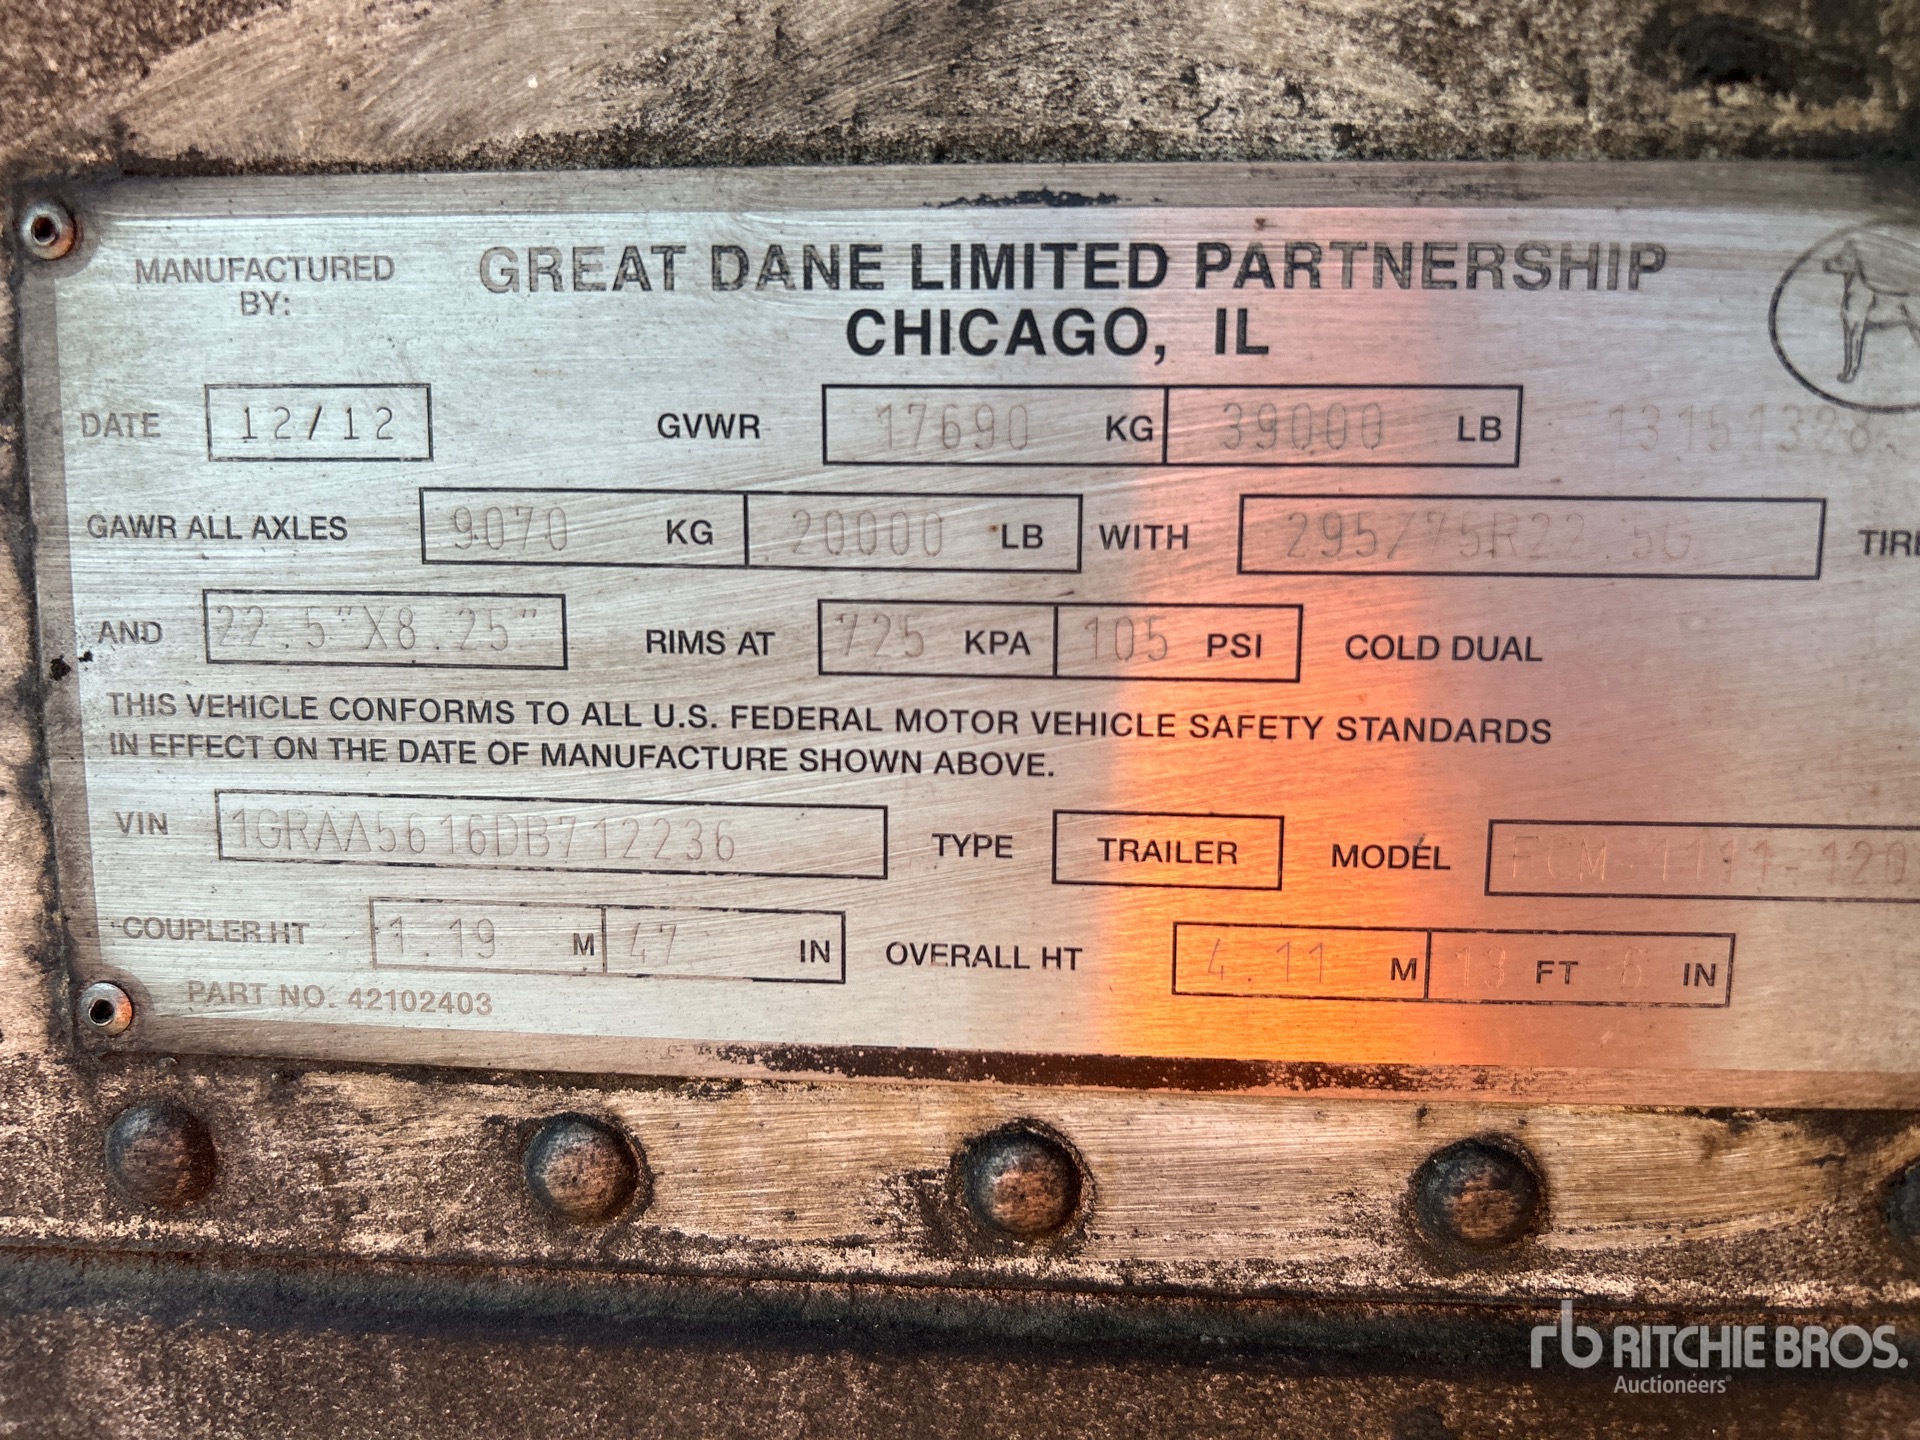 MANUFACTURED BY: GREAT DANE LIMITED PARTNERSHIP
CHICAGO, IL
DATE 12/12 GVWR 17690 KG 39000 LB 13151328
GAWR ALL AXLES 9070 KG 20000 LB WITH 295/75R22.5G
AND 22.5"X8.25" RIMS AT 725 KPA 105 PSI COLD DUAL
THIS VEHICLE CONFORMS TO ALL U.S. FEDERAL MOTOR VEHICLE SAFETY STANDARDS
IN EFFECT ON THE DATE OF MANUFACTURE SHOWN ABOVE.
VIN 1GRAA5616DB712236 TYPE TRAILER MODEL
COUPLER HT 1.19 M 47 IN OVERALL HT 4.11 M 13 FT 6 IN
PART NO. 42102403
rb RITCHIE BROS.
Auctioneers